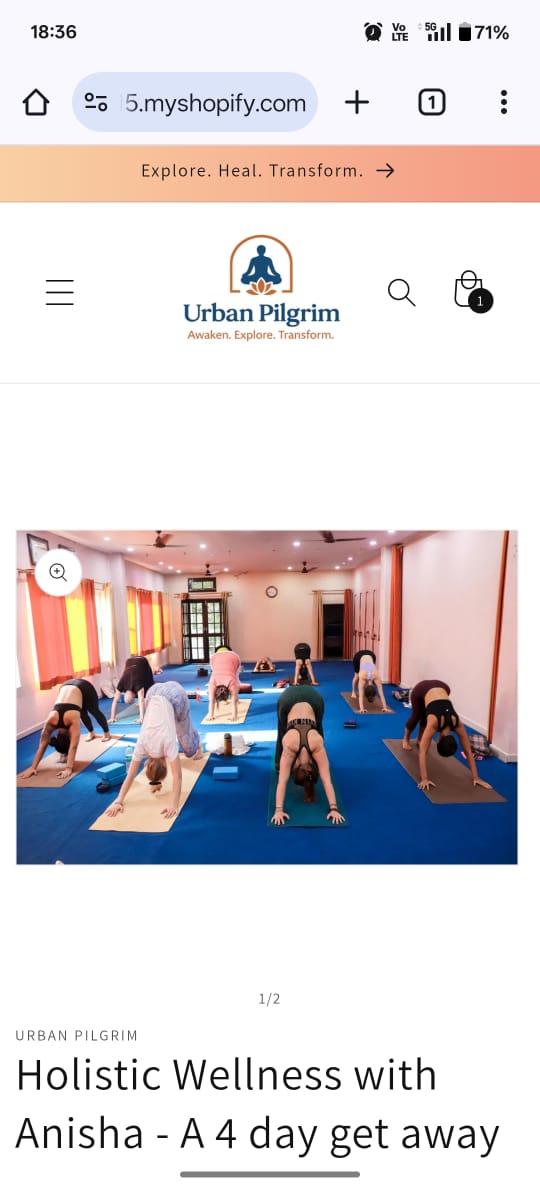 18:36
Vo LTE 5G 71%
5.myshopify.com
1
Explore. Heal. Transform. →
Urban Pilgrim
Awaken. Explore. Transform.
1
1/2
URBAN PILGRIM
Holistic Wellness with
Anisha - A 4 day get away